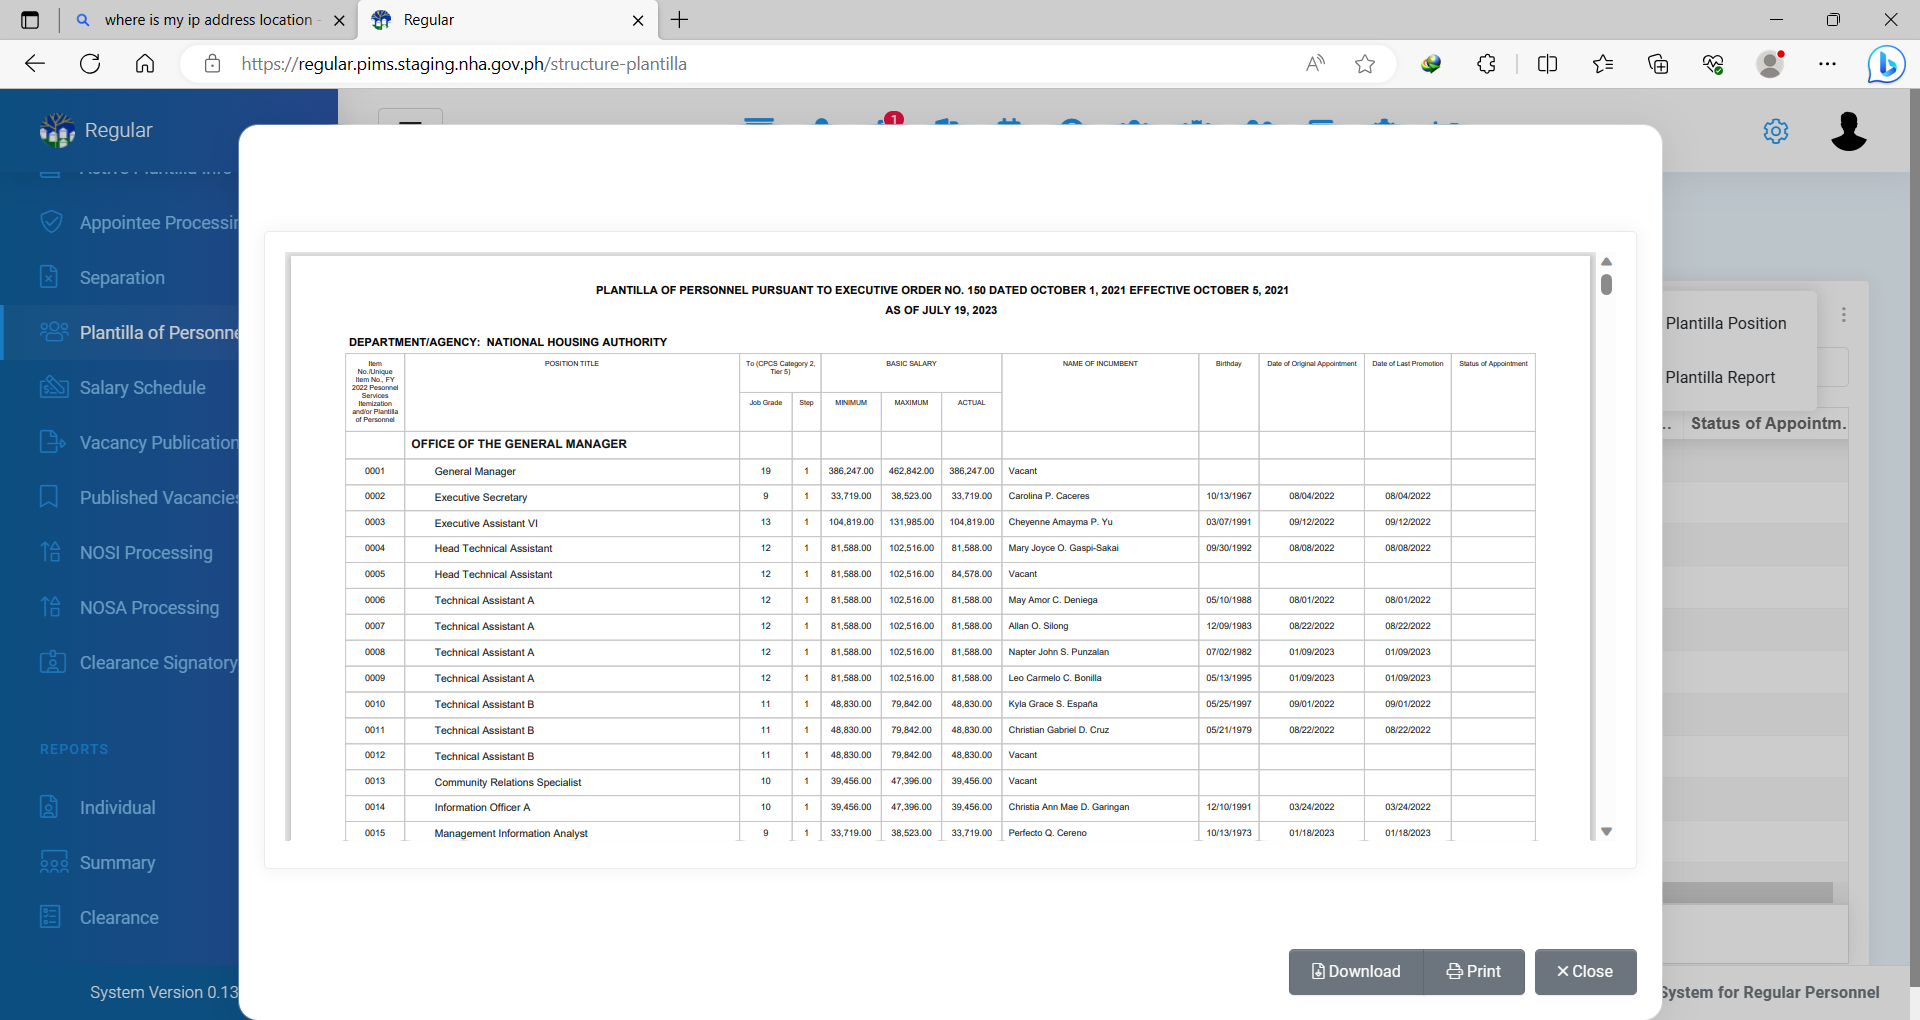 where is my ip address location
Regular
https://regular.pims.staging.nha.gov.ph/structure-plantilla
Regular
1
Appointee Processin
Separation
Plantilla of Personne
Salary Schedule
Vacancy Publication
Published Vacancies
NOSI Processing
NOSA Processing
Clearance Signatory
REPORTS
Individual
Summary
Clearance
System Version 0.13
PLANTILLA OF PERSONNEL PURSUANT TO EXECUTIVE ORDER NO. 150 DATED OCTOBER 1, 2021 EFFECTIVE OCTOBER 5, 2021
AS OF JULY 19, 2023
DEPARTMENT/AGENCY: NATIONAL HOUSING AUTHORITY
Item No./Unique Item No., FY 2022 Pesonnel Services Itemization and/or Plantilla of Personnel
POSITION TITLE
To (CPCS Category 2, Tier 5)
BASIC SALARY
NAME OF INCUMBENT
Birthday
Date of Original Appointment
Date of Last Promotion
Status of Appointment
Job Grade Step MINIMUM MAXIMUM ACTUAL
OFFICE OF THE GENERAL MANAGER
0001 General Manager 19 1 386,247.00 462,842.00 386,247.00 Vacant
0002 Executive Secretary 9 1 33,719.00 38,523.00 33,719.00 Carolina P. Caceres 10/13/1967 08/04/2022 08/04/2022
0003 Executive Assistant VI 13 1 104,819.00 131,985.00 104,819.00 Cheyenne Amayma P. Yu 03/07/1991 09/12/2022 09/12/2022
0004 Head Technical Assistant 12 1 81,588.00 102,516.00 81,588.00 Mary Joyce O. Gaspi-Sakai 09/30/1992 08/08/2022 08/08/2022
0005 Head Technical Assistant 12 1 81,588.00 102,516.00 84,578.00 Vacant
0006 Technical Assistant A 12 1 81,588.00 102,516.00 81,588.00 May Amor C. Deniega 05/10/1988 08/01/2022 08/01/2022
0007 Technical Assistant A 12 1 81,588.00 102,516.00 81,588.00 Allan O. Silong 12/09/1983 08/22/2022 08/22/2022
0008 Technical Assistant A 12 1 81,588.00 102,516.00 81,588.00 Napter John S. Punzalan 07/02/1982 01/09/2023 01/09/2023
0009 Technical Assistant A 12 1 81,588.00 102,516.00 81,588.00 Leo Carmelo C. Bonilla 05/13/1995 01/09/2023 01/09/2023
0010 Technical Assistant B 11 1 48,830.00 79,842.00 48,830.00 Kyla Grace S. España 05/25/1997 09/01/2022 09/01/2022
0011 Technical Assistant B 11 1 48,830.00 79,842.00 48,830.00 Christian Gabriel D. Cruz 05/21/1979 08/22/2022 08/22/2022
0012 Technical Assistant B 11 1 48,830.00 79,842.00 48,830.00 Vacant
0013 Community Relations Specialist 10 1 39,456.00 47,396.00 39,456.00 Vacant
0014 Information Officer A 10 1 39,456.00 47,396.00 39,456.00 Christia Ann Mae D. Garingan 12/10/1991 03/24/2022 03/24/2022
0015 Management Information Analyst 9 1 33,719.00 38,523.00 33,719.00 Perfecto Q. Cereno 10/13/1973 01/18/2023 01/18/2023
Plantilla Position
Plantilla Report
.. Status of Appointm.
Download Print Close
System for Regular Personnel